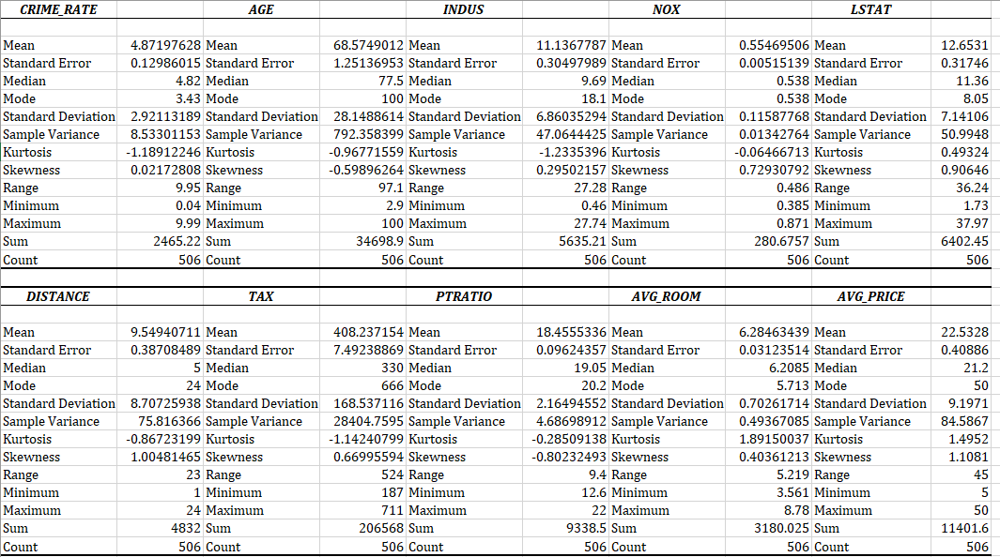 CRIME_RATE AGE INDUS NOX LSTAT
Mean 4.87197628 Mean 68.5749012 Mean 11.1367787 Mean 0.55469506 Mean 12.6531
Standard Error 0.12986015 Standard Error 1.25136953 Standard Error 0.30497989 Standard Error 0.00515139 Standard Error 0.31746
Median 4.82 Median 77.5 Median 9.69 Median 0.538 Median 11.36
Mode 3.43 Mode 100 Mode 18.1 Mode 0.538 Mode 8.05
Standard Deviation 2.92113189 Standard Deviation 28.1488614 Standard Deviation 6.86035294 Standard Deviation 0.11587768 Standard Deviation 7.14106
Sample Variance 8.53301153 Sample Variance 792.358399 Sample Variance 47.0644425 Sample Variance 0.01342764 Sample Variance 50.9948
Kurtosis -1.18912246 Kurtosis -0.96771559 Kurtosis -1.2335396 Kurtosis -0.06466713 Kurtosis 0.49324
Skewness 0.02172808 Skewness -0.59896264 Skewness 0.29502157 Skewness 0.72930792 Skewness 0.90646
Range 9.95 Range 97.1 Range 27.28 Range 0.486 Range 36.24
Minimum 0.04 Minimum 2.9 Minimum 0.46 Minimum 0.385 Minimum 1.73
Maximum 9.99 Maximum 100 Maximum 27.74 Maximum 0.871 Maximum 37.97
Sum 2465.22 Sum 34698.9 Sum 5635.21 Sum 280.6757 Sum 6402.45
Count 506 Count 506 Count 506 Count 506 Count 506
DISTANCE TAX PTRATIO AVG_ROOM AVG_PRICE
Mean 9.54940711 Mean 408.237154 Mean 18.4555336 Mean 6.28463439 Mean 22.5328
Standard Error 0.38708489 Standard Error 7.49238869 Standard Error 0.09624357 Standard Error 0.03123514 Standard Error 0.40886
Median 5 Median 330 Median 19.05 Median 6.2085 Median 21.2
Mode 24 Mode 666 Mode 20.2 Mode 5.713 Mode 50
Standard Deviation 8.70725938 Standard Deviation 168.537116 Standard Deviation 2.16494552 Standard Deviation 0.70261714 Standard Deviation 9.1971
Sample Variance 75.816366 Sample Variance 28404.7595 Sample Variance 4.68698912 Sample Variance 0.49367085 Sample Variance 84.5867
Kurtosis -0.86723199 Kurtosis -1.14240799 Kurtosis -0.28509138 Kurtosis 1.89150037 Kurtosis 1.4952
Skewness 1.00481465 Skewness 0.66995594 Skewness -0.80232493 Skewness 0.40361213 Skewness 1.1081
Range 23 Range 524 Range 9.4 Range 5.219 Range 45
Minimum 1 Minimum 187 Minimum 12.6 Minimum 3.561 Minimum 5
Maximum 24 Maximum 711 Maximum 22 Maximum 8.78 Maximum 50
Sum 4832 Sum 206568 Sum 9338.5 Sum 3180.025 Sum 11401.6
Count 506 Count 506 Count 506 Count 506 Count 506